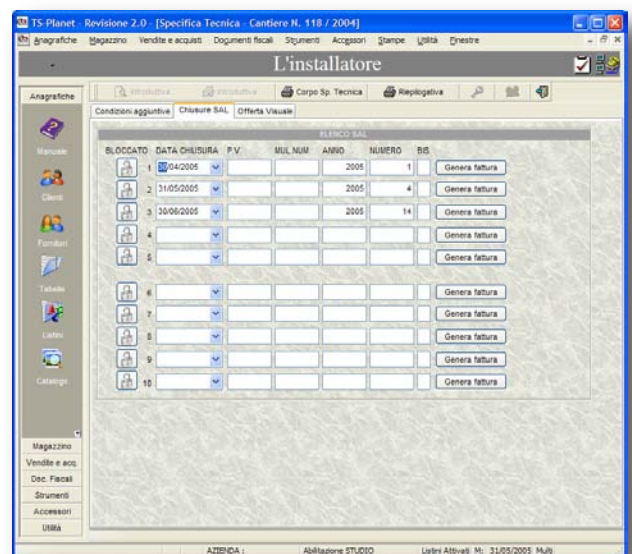 TS-Planet - Revisione 2.0 - [Specifica Tecnica - Cantiere N. 118 / 2004]
Anagrafiche Magazzino Vendite e acquisti Documenti fiscali Strumenti Accessori Stampe Utilità Finestre
L'installatore
Anagrafiche
Introduttiva Introduttiva Corpo Sp. Tecnica Riepilogativa
Condizioni aggiuntive Chiusure SAL Offerta Visuale
ELENCO SAL
BLOCCATO DATA CHIUSURA P.V. MUL.NUM ANNO NUMERO BIS
1 30/04/2005 2005 1 Genera fattura
2 31/05/2005 2005 4 Genera fattura
3 30/06/2005 2005 14 Genera fattura
4 Genera fattura
5 Genera fattura
6 Genera fattura
7 Genera fattura
8 Genera fattura
9 Genera fattura
10 Genera fattura
Manuale
Clienti
Fornitori
Tabelle
Listini
Catalogo
Magazzino
Vendite e acq.
Doc. Fiscali
Strumenti
Accessori
Utilità
AZIENDA : Abilitazione STUDIO Listini Attivati M: 31/05/2005 Multi